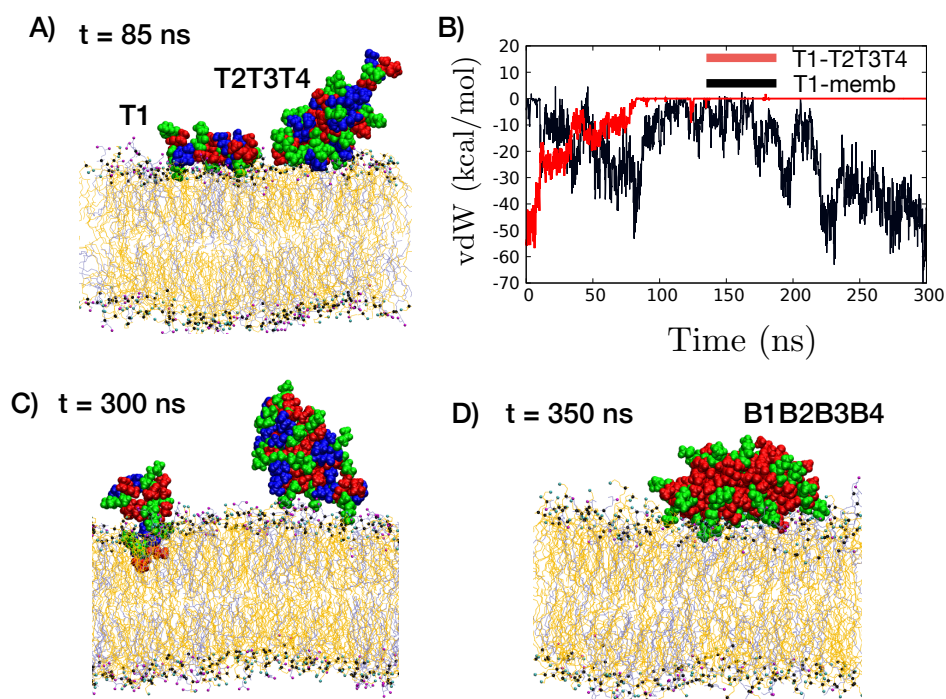 A) t = 85 ns
T1
T2T3T4
B)
T1-T2T3T4
T1-memb
20
10
0
-10
-20
-30
-40
-50
-60
-70
vdW (kcal/mol)
0 50 100 150 200 250 300
Time (ns)
C) t = 300 ns
D) t = 350 ns
B1B2B3B4